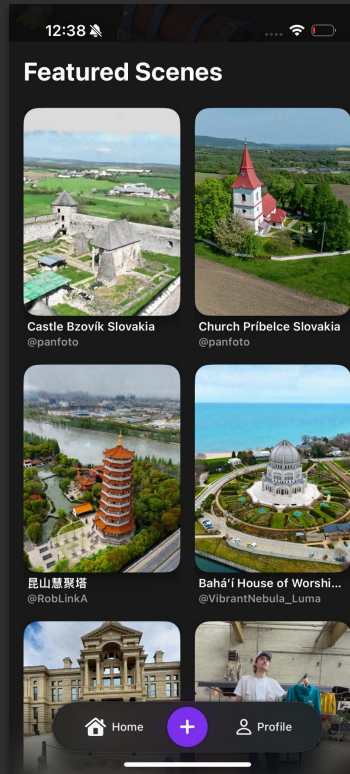 12:38
Featured Scenes
Castle Bzovík Slovakia
@panfoto
Church Príbelce Slovakia
@panfoto
昆山慧聚塔
@RobLinkA
Bahá'í House of Worshi...
@VibrantNebula_Luma
Home
+
Profile